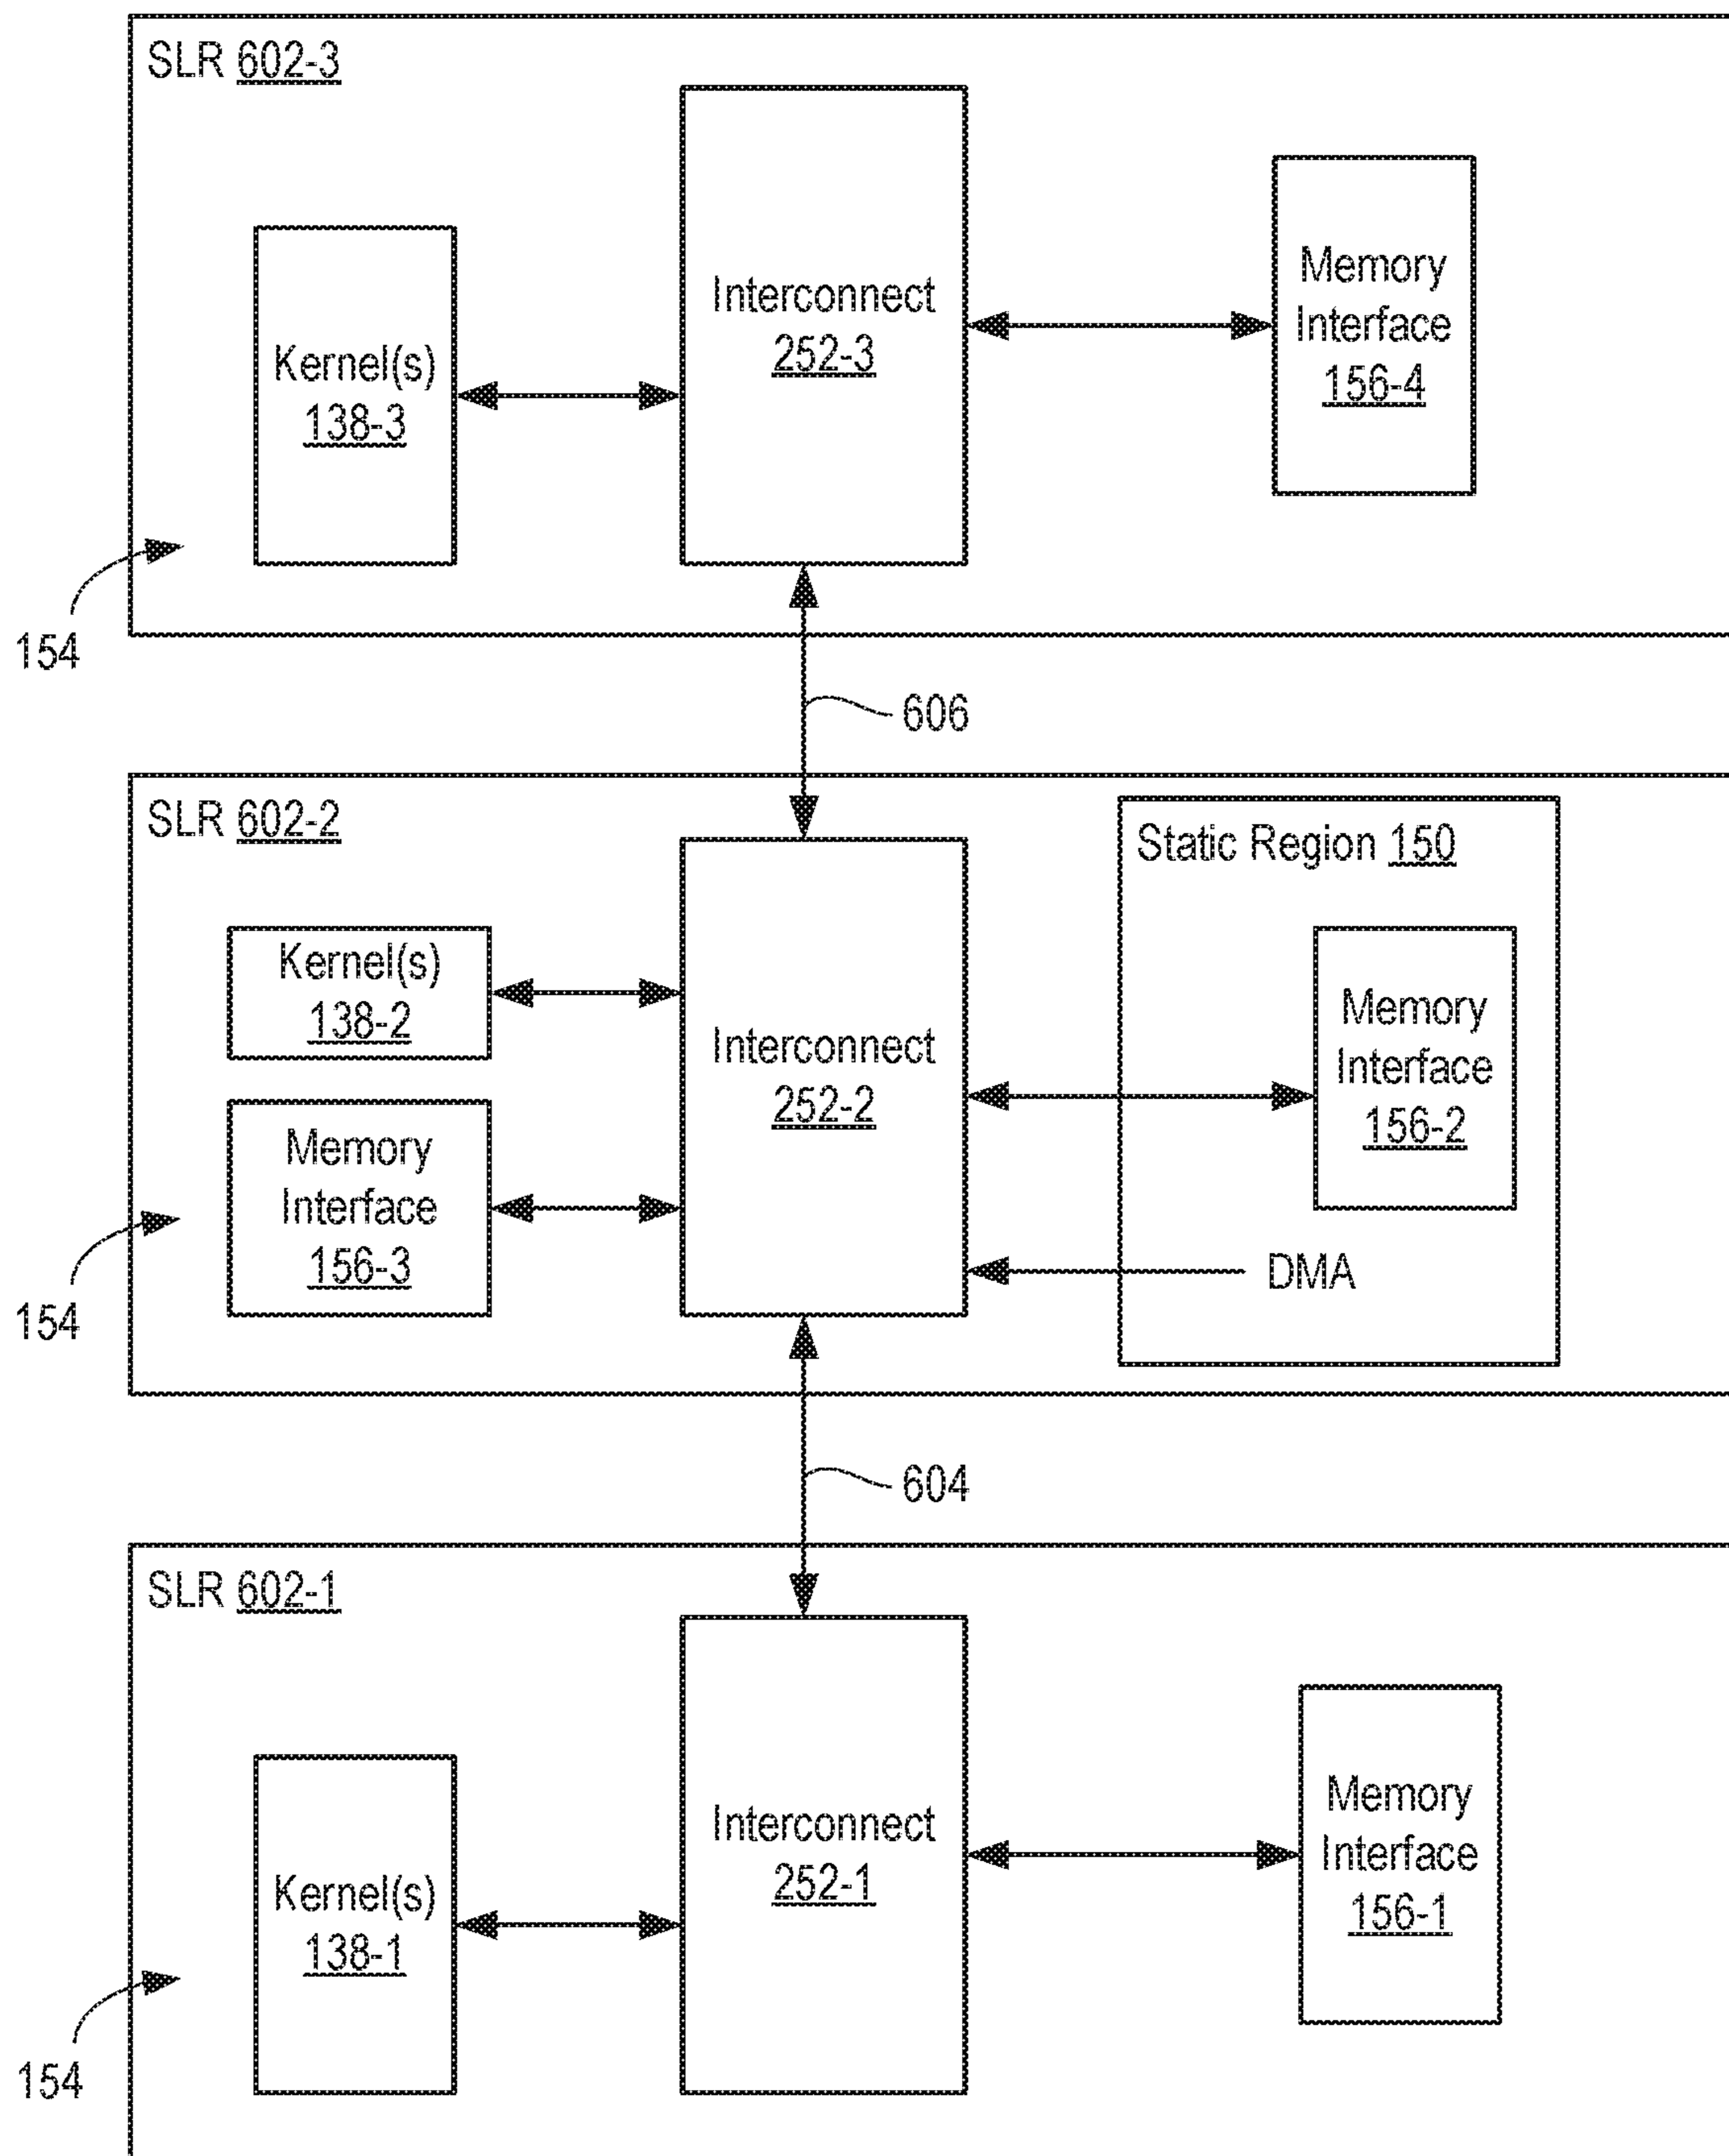 SLR 602-3
Kernel(s)
138-3
Interconnect
252-3
Memory
Interface
156-4
154
606
SLR 602-2
Kernel(s)
138-2
Memory
Interface
156-3
Interconnect
252-2
Static Region 150
Memory
Interface
156-2
DMA
154
604
SLR 602-1
Kernel(s)
138-1
Interconnect
252-1
Memory
Interface
156-1
154